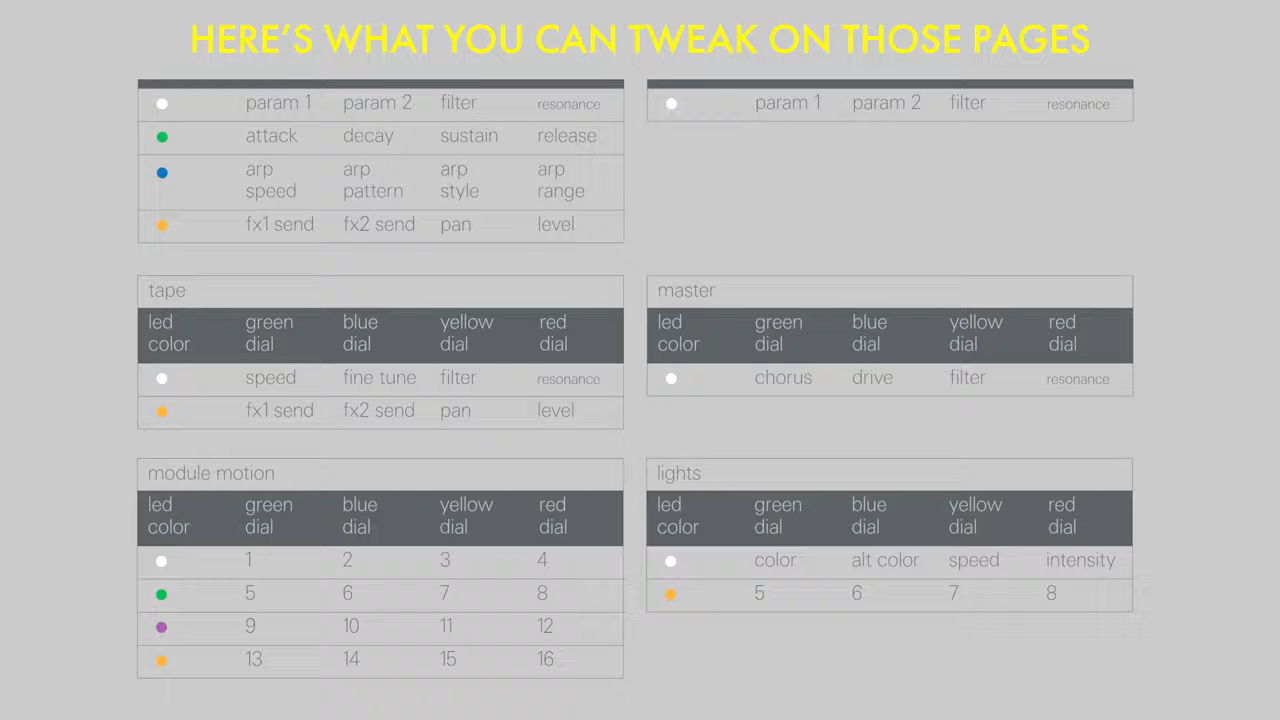 HERE'S WHAT YOU CAN TWEAK ON THOSE PAGES
param 1 param 2 filter resonance
attack decay sustain release
arp speed arp pattern arp style arp range
fx1 send fx2 send pan level
param 1 param 2 filter resonance
tape
led color green dial blue dial yellow dial red dial
speed fine tune filter resonance
fx1 send fx2 send pan level
master
led color green dial blue dial yellow dial red dial
chorus drive filter resonance
module motion
led color green dial blue dial yellow dial red dial
1 2 3 4
5 6 7 8
9 10 11 12
13 14 15 16
lights
led color green dial blue dial yellow dial red dial
color alt color speed intensity
5 6 7 8